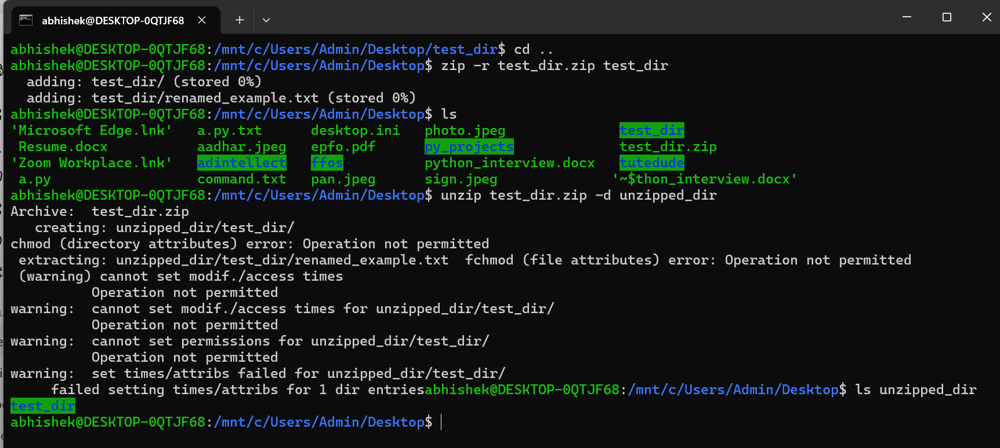 abhishek@DESKTOP-0QTJF68
abhishek@DESKTOP-0QTJF68:/mnt/c/Users/Admin/Desktop/test_dir$ cd ..
abhishek@DESKTOP-0QTJF68:/mnt/c/Users/Admin/Desktop$ zip -r test_dir.zip test_dir
  adding: test_dir/ (stored 0%)
  adding: test_dir/renamed_example.txt (stored 0%)
abhishek@DESKTOP-0QTJF68:/mnt/c/Users/Admin/Desktop$ ls
'Microsoft Edge.lnk'   a.py.txt      desktop.ini   photo.jpeg              test_dir
 Resume.docx           aadhar.jpeg   epfo.pdf      py_projects             test_dir.zip
'Zoom Workplace.lnk'   adintellect   ffos          python_interview.docx   tutedude
 a.py                  command.txt   pan.jpeg      sign.jpeg              '~$thon_interview.docx'
abhishek@DESKTOP-0QTJF68:/mnt/c/Users/Admin/Desktop$ unzip test_dir.zip -d unzipped_dir
Archive:  test_dir.zip
   creating: unzipped_dir/test_dir/
chmod (directory attributes) error: Operation not permitted
 extracting: unzipped_dir/test_dir/renamed_example.txt  fchmod (file attributes) error: Operation not permitted
 (warning) cannot set modif./access times
          Operation not permitted
warning:  cannot set modif./access times for unzipped_dir/test_dir/
          Operation not permitted
warning:  cannot set permissions for unzipped_dir/test_dir/
          Operation not permitted
warning:  set times/attribs failed for unzipped_dir/test_dir/
     failed setting times/attribs for 1 dir entriesabhishek@DESKTOP-0QTJF68:/mnt/c/Users/Admin/Desktop$ ls unzipped_dir
test_dir
abhishek@DESKTOP-0QTJF68:/mnt/c/Users/Admin/Desktop$